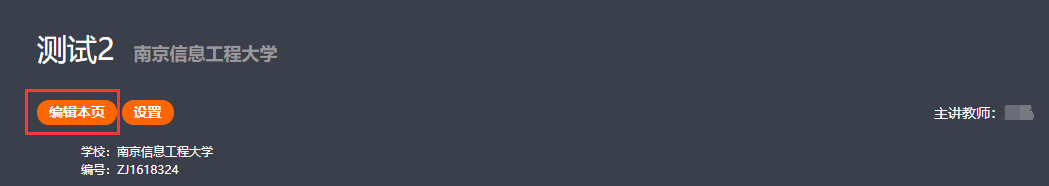 测试2 南京信息工程大学
编辑本页 设置 主讲教师：
学校：南京信息工程大学
编号：ZJ1618324